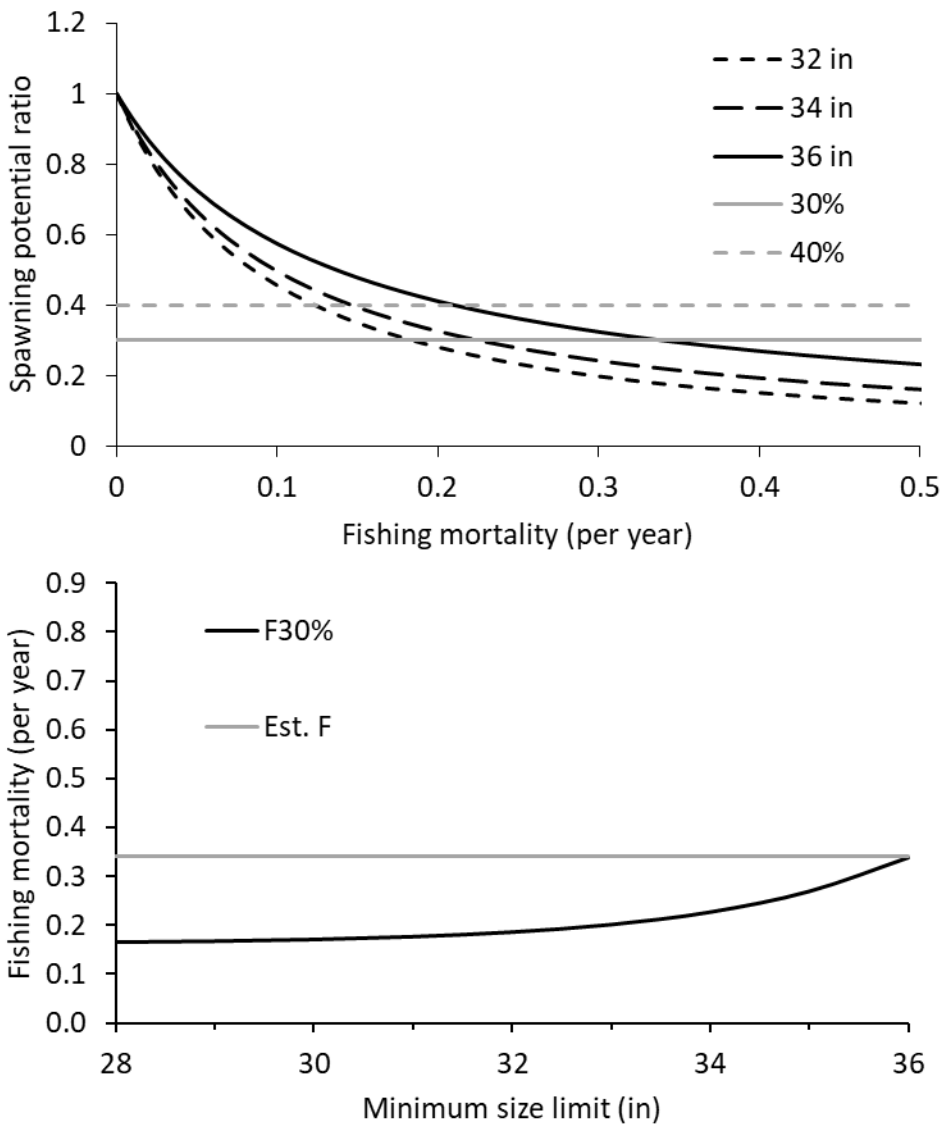 1.2
1
0.8
0.6
0.4
0.2
0
Spawning potential ratio
32 in
34 in
36 in
30%
40%
0 0.1 0.2 0.3 0.4 0.5
Fishing mortality (per year)
0.9
0.8
0.7
0.6
0.5
0.4
0.3
0.2
0.1
0.0
Fishing mortality (per year)
F30%
Est. F
28 30 32 34 36
Minimum size limit (in)